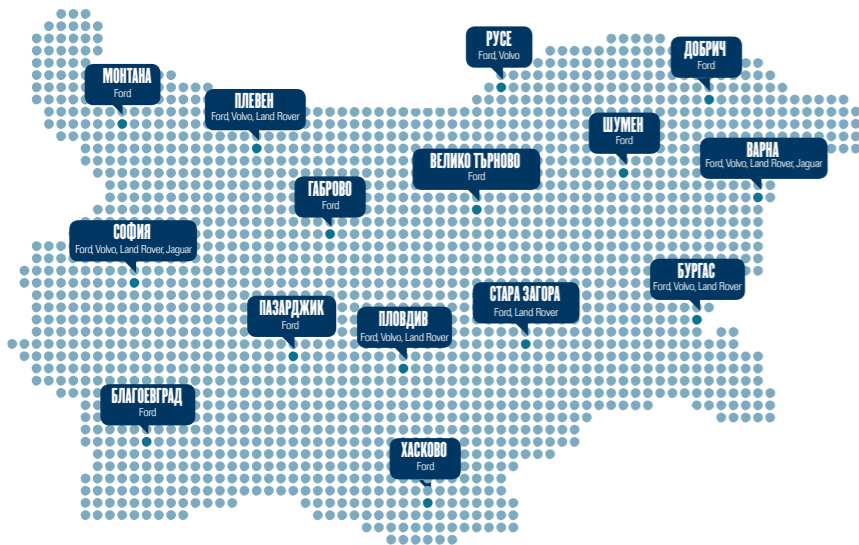 РУСЕ
Ford, Volvo
ДОБРИЧ
Ford
МОНТАНА
Ford
ПЛЕВЕН
Ford, Volvo, Land Rover
ШУМЕН
Ford
ВАРНА
Ford, Volvo, Land Rover, Jaguar
ВЕЛИКО ТЪРНОВО
Ford
ГАБРОВО
Ford
СОФИЯ
Ford, Volvo, Land Rover, Jaguar
БУРГАС
Ford, Volvo, Land Rover
СТАРА ЗАГОРА
Ford, Land Rover
ПАЗАРДЖИК
Ford
ПЛОВДИВ
Ford, Volvo, Land Rover
БЛАГОЕВГРАД
Ford
ХАСКОВО
Ford